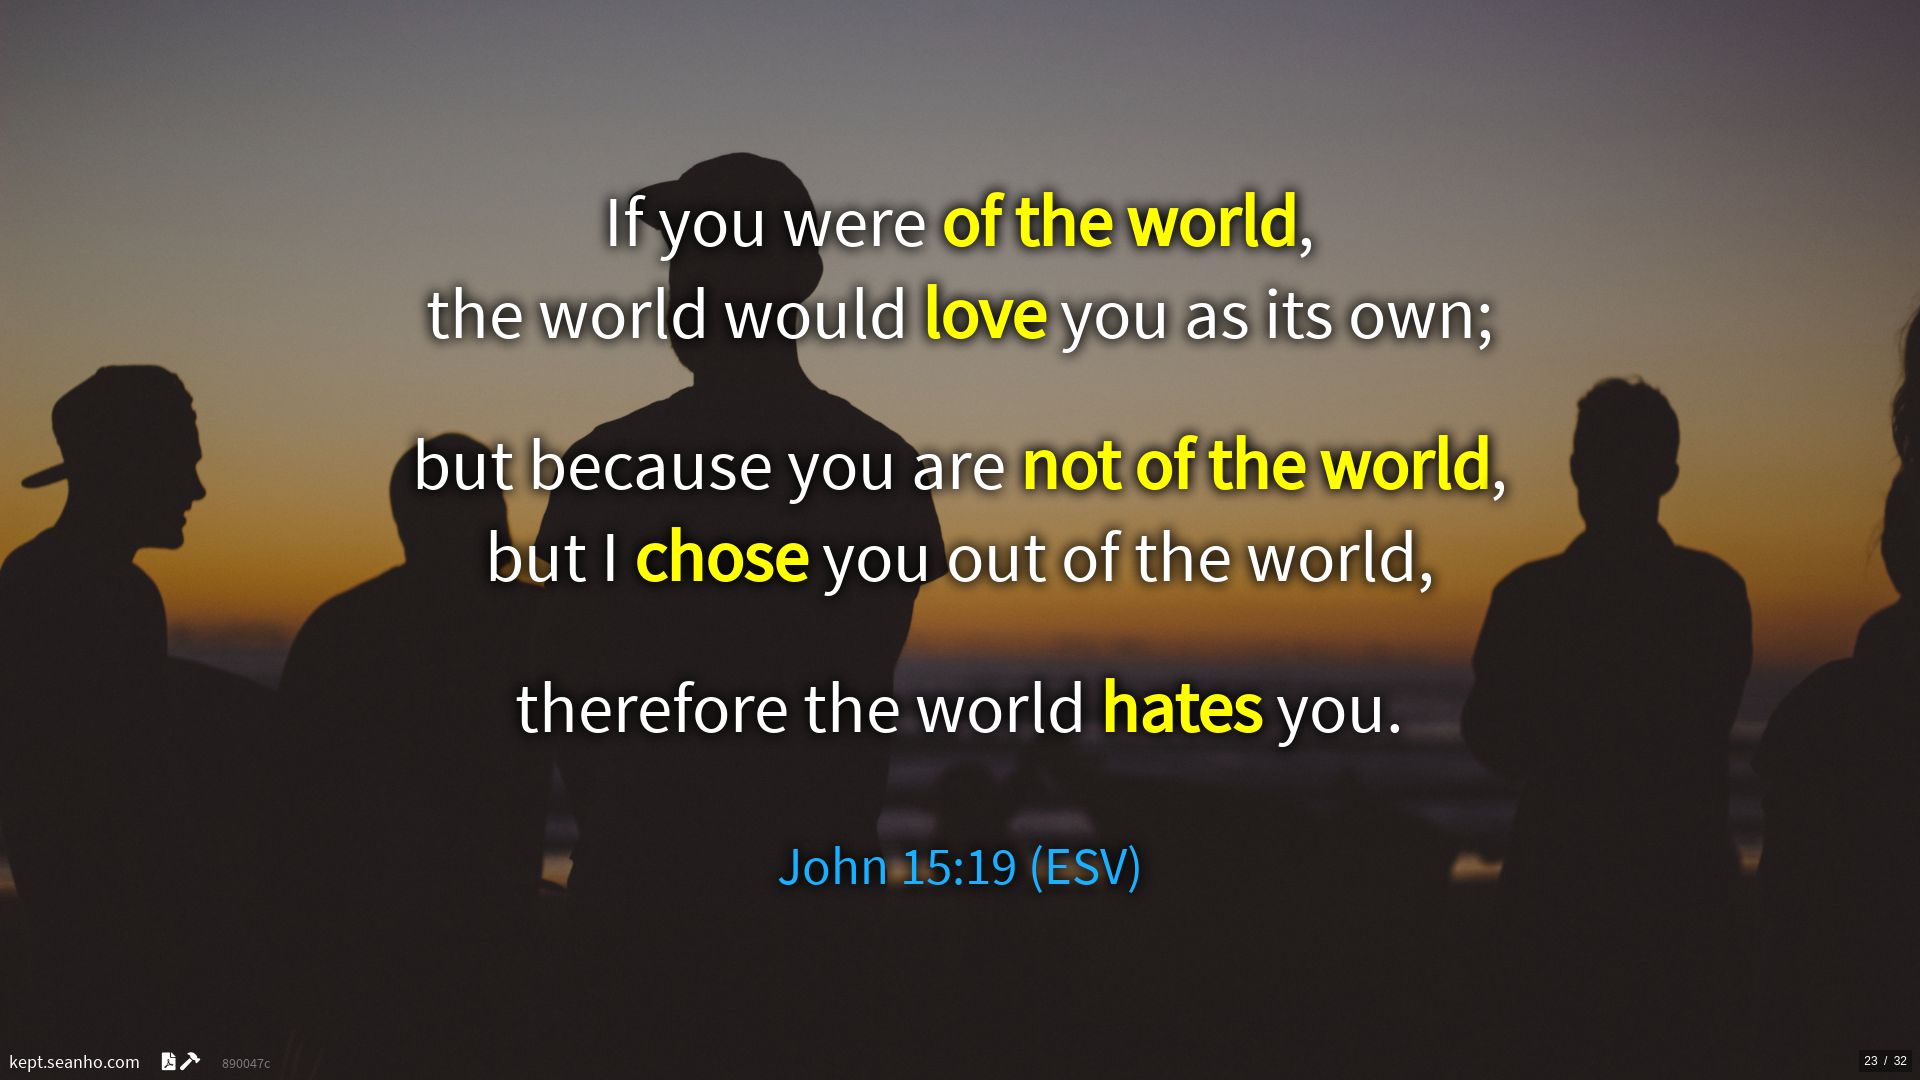 If you were of the world,
the world would love you as its own;
but because you are not of the world,
but I chose you out of the world,
therefore the world hates you.
John 15:19 (ESV)
kept.seanho.com
890047c
23 / 32